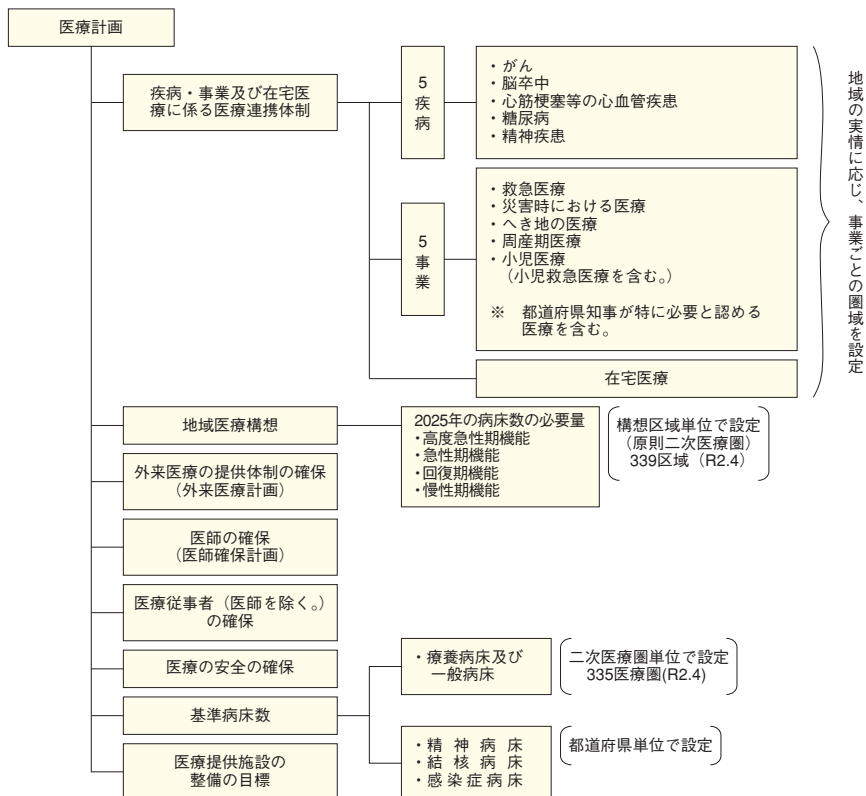 医療計画
疾病・事業及び在宅医
療に係る医療連携体制
5疾病
・がん
・脳卒中
・心筋梗塞等の心血管疾患
・糖尿病
・精神疾患
5事業
・救急医療
・災害時における医療
・へき地の医療
・周産期医療
・小児医療
（小児救急医療を含む。）
※　都道府県知事が特に必要と認める
医療を含む。
在宅医療
地域の実情に応じ、事業ごとの圏域を設定
地域医療構想
2025年の病床数の必要量
・高度急性期機能
・急性期機能
・回復期機能
・慢性期機能
構想区域単位で設定
（原則二次医療圏）
339区域（R2.4）
外来医療の提供体制の確保
（外来医療計画）
医師の確保
（医師確保計画）
医療従事者（医師を除く。）
の確保
医療の安全の確保
基準病床数
・療養病床及び
一般病床
二次医療圏単位で設定
335医療圏(R2.4)
・精神病床
・結核病床
・感染症病床
都道府県単位で設定
医療提供施設の
整備の目標